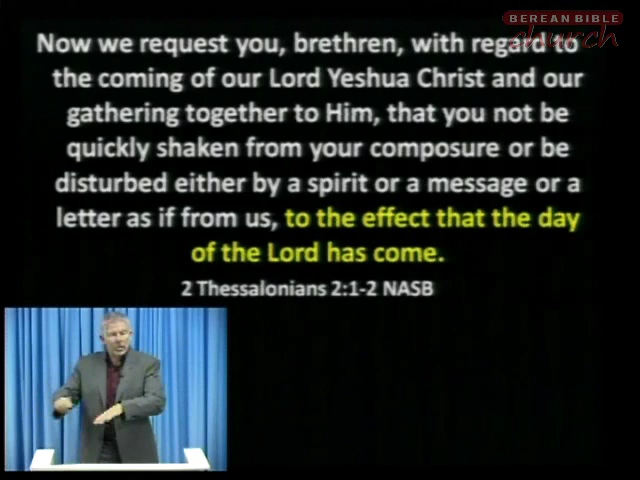 BEREAN BIBLE
church
Now we request you, brethren, with regard to
the coming of our Lord Yeshua Christ and our
gathering together to Him, that you not be
quickly shaken from your composure or be
disturbed either by a spirit or a message or a
letter as if from us, to the effect that the day
of the Lord has come.
2 Thessalonians 2:1-2 NASB